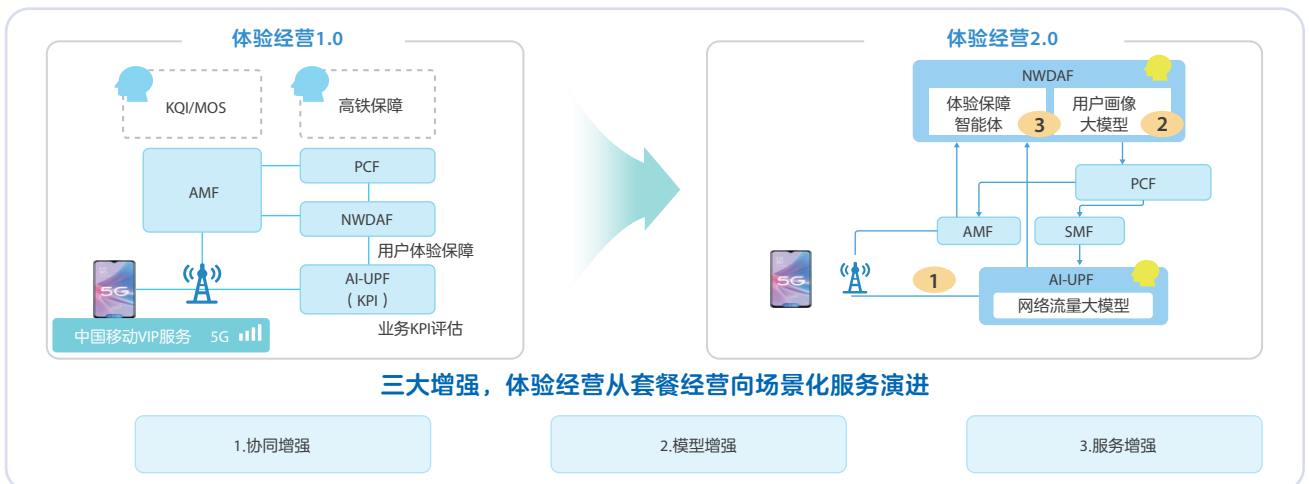 体验经营1.0
KQI/MOS
高铁保障
AMF
PCF
NWDAF
用户体验保障
AI-UPF
（KPI）
业务KPI评估
5G
中国移动VIP服务 5G
体验经营2.0
NWDAF
体验保障
智能体
3
用户画像
大模型
2
PCF
AMF
SMF
5G
1
AI-UPF
网络流量大模型
三大增强，体验经营从套餐经营向场景化服务演进
1.协同增强
2.模型增强
3.服务增强